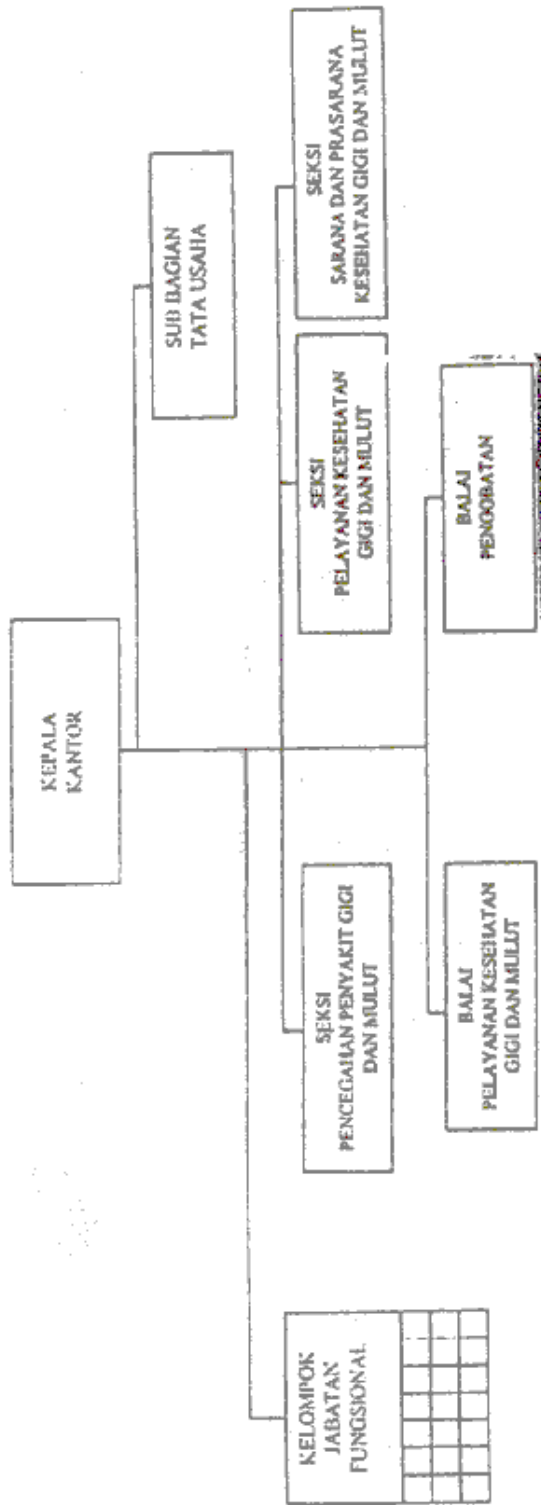 KEPALA
KANTOR
SUB BAGIAN
TATA USAHA
KELOMPOK
JABATAN
FUNGSIONAL
SEKSI
PENCEGAHAN PENYAKIT GIGI
DAN MULUT
SEKSI
PELAYANAN KESEHATAN
GIGI DAN MULUT
SEKSI
SARANA DAN PRASARANA
KESEHATAN GIGI DAN MULUT
BALAI
PELAYANAN KESEHATAN
GIGI DAN MULUT
BALAI
PENGOBATAN